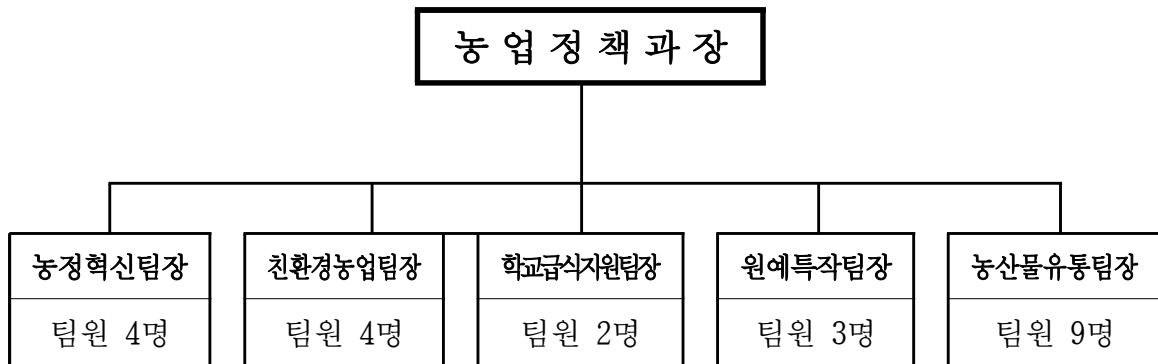 농업정책과장
농정혁신팀장
친환경농업팀장
학교급식지원팀장
원예특작팀장
농산물유통팀장
팀원 4명
팀원 4명
팀원 2명
팀원 3명
팀원 9명